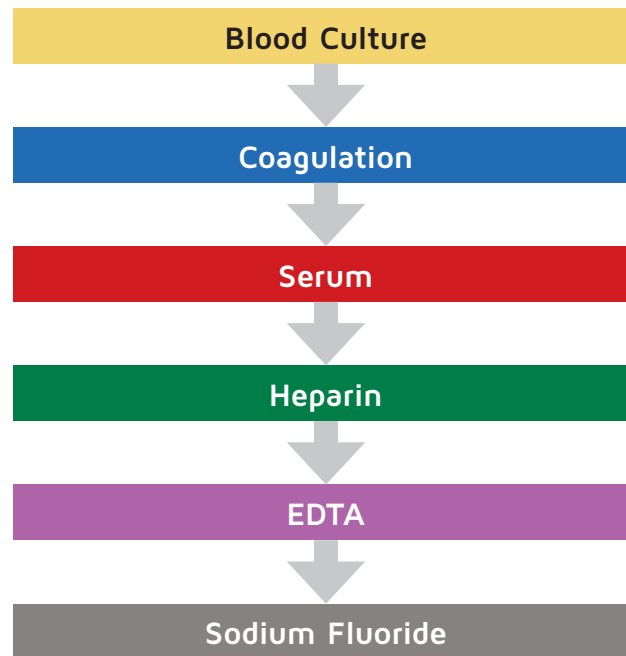 Blood Culture
Coagulation
Serum
Heparin
EDTA
Sodium Fluoride